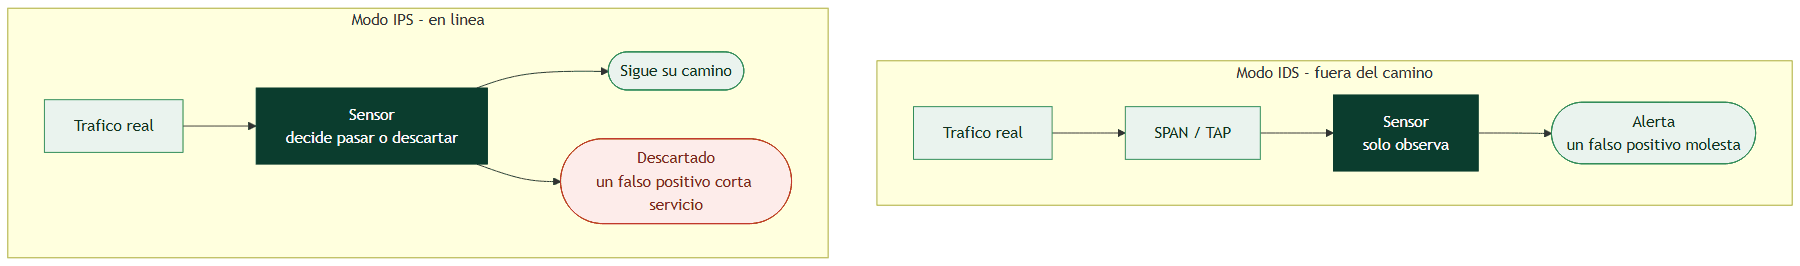 Modo IPS - en linea
Trafico real
Sensor
decide pasar o descartar
Sigue su camino
Descartado
un falso positivo corta
servicio
Modo IDS - fuera del camino
Trafico real
SPAN / TAP
Sensor
solo observa
Alerta
un falso positivo molesta